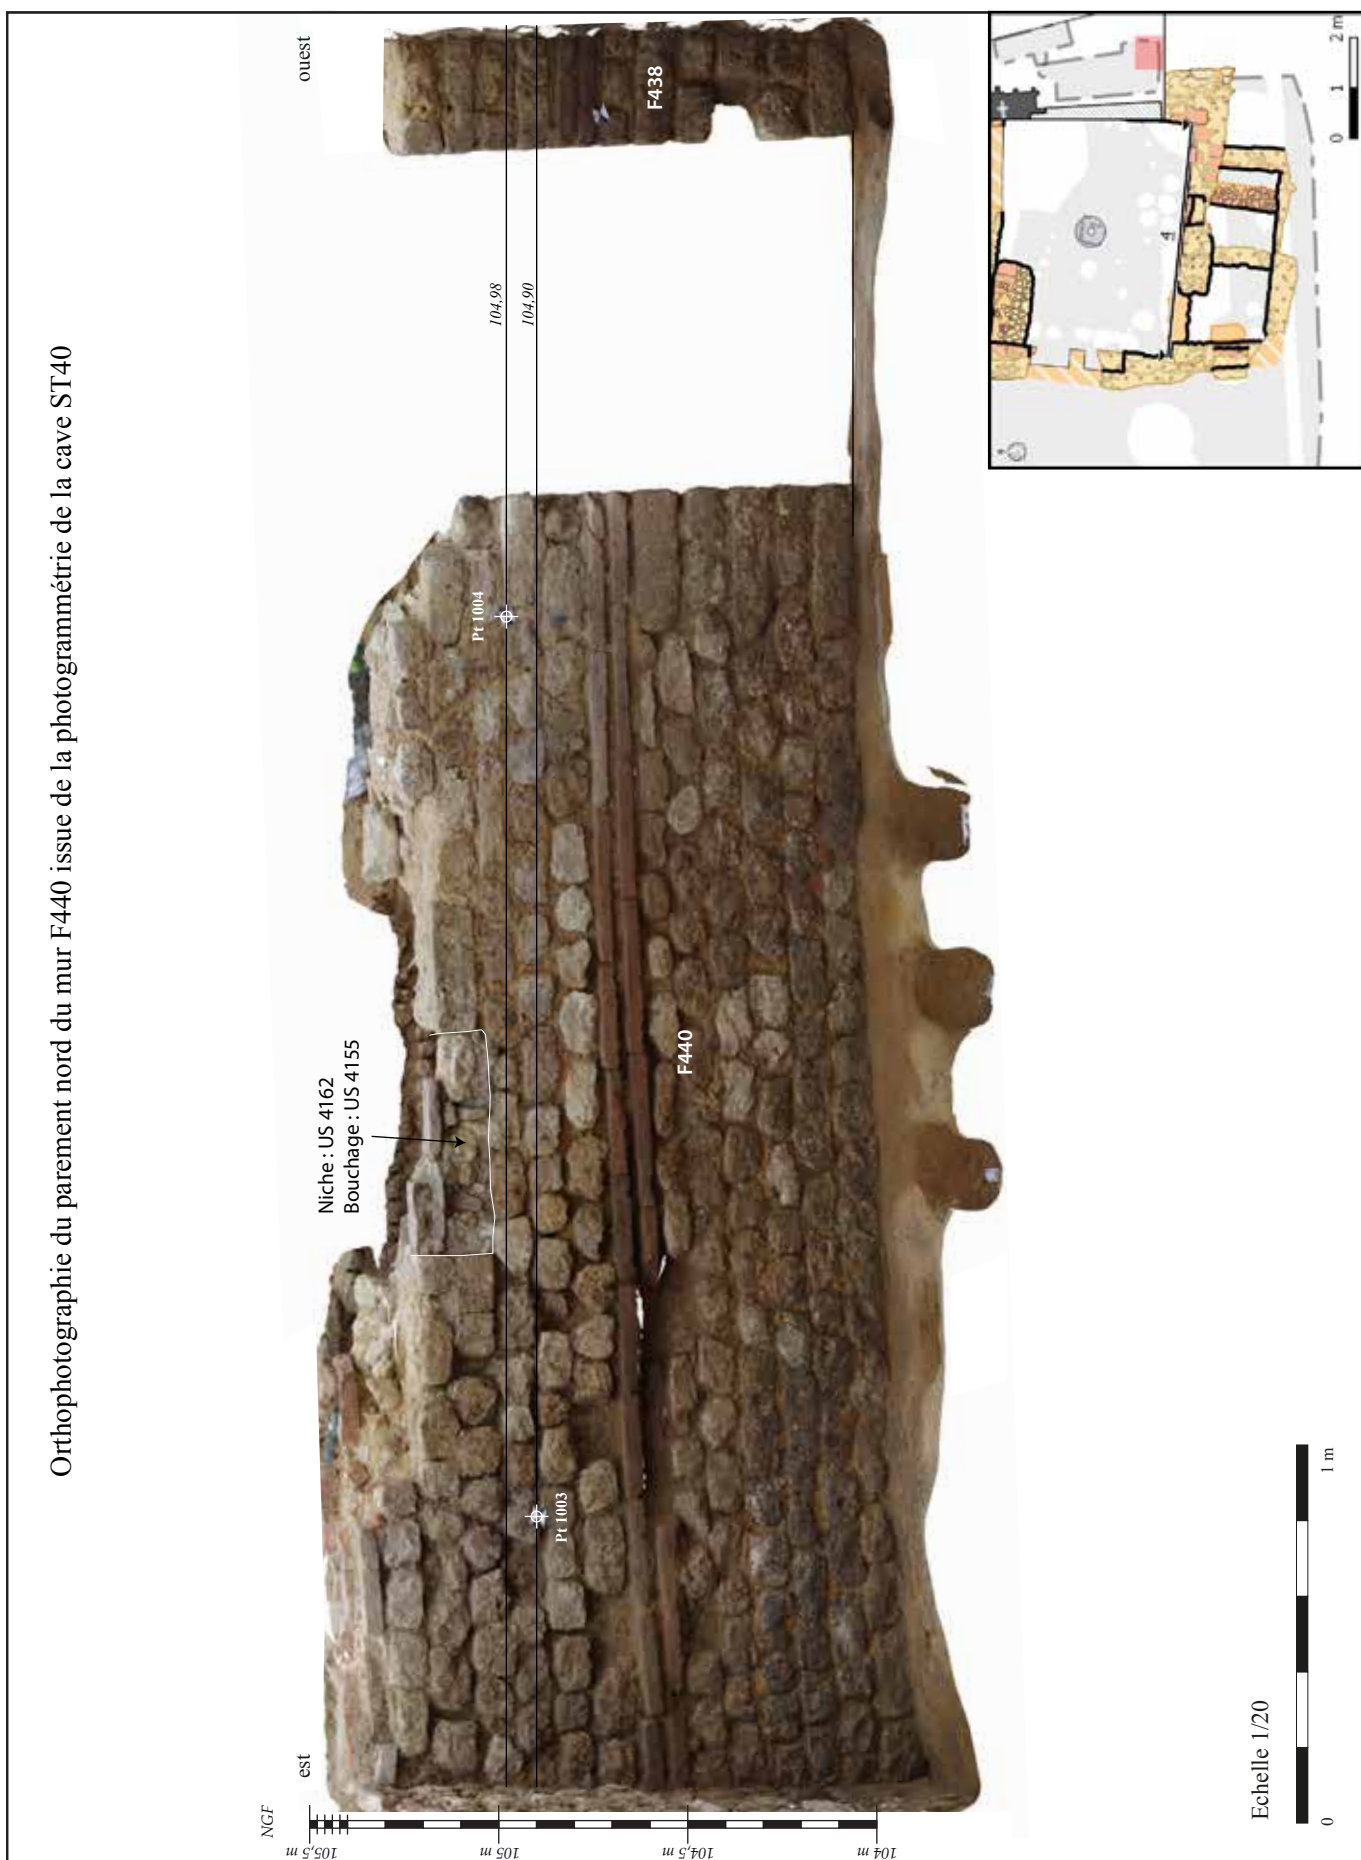 Orthophotographie du parement nord du mur F440 issue de la photogrammétrie de la cave ST40
est
ouest
NGF
105,5 m
105 m
104,5 m
104 m
104,98
104,90
Niche : US 4162
Bouchage : US 4155
Pt 1003
Pt 1004
F440
F438
Echelle 1/20
0
1 m
4
0
1
2 m